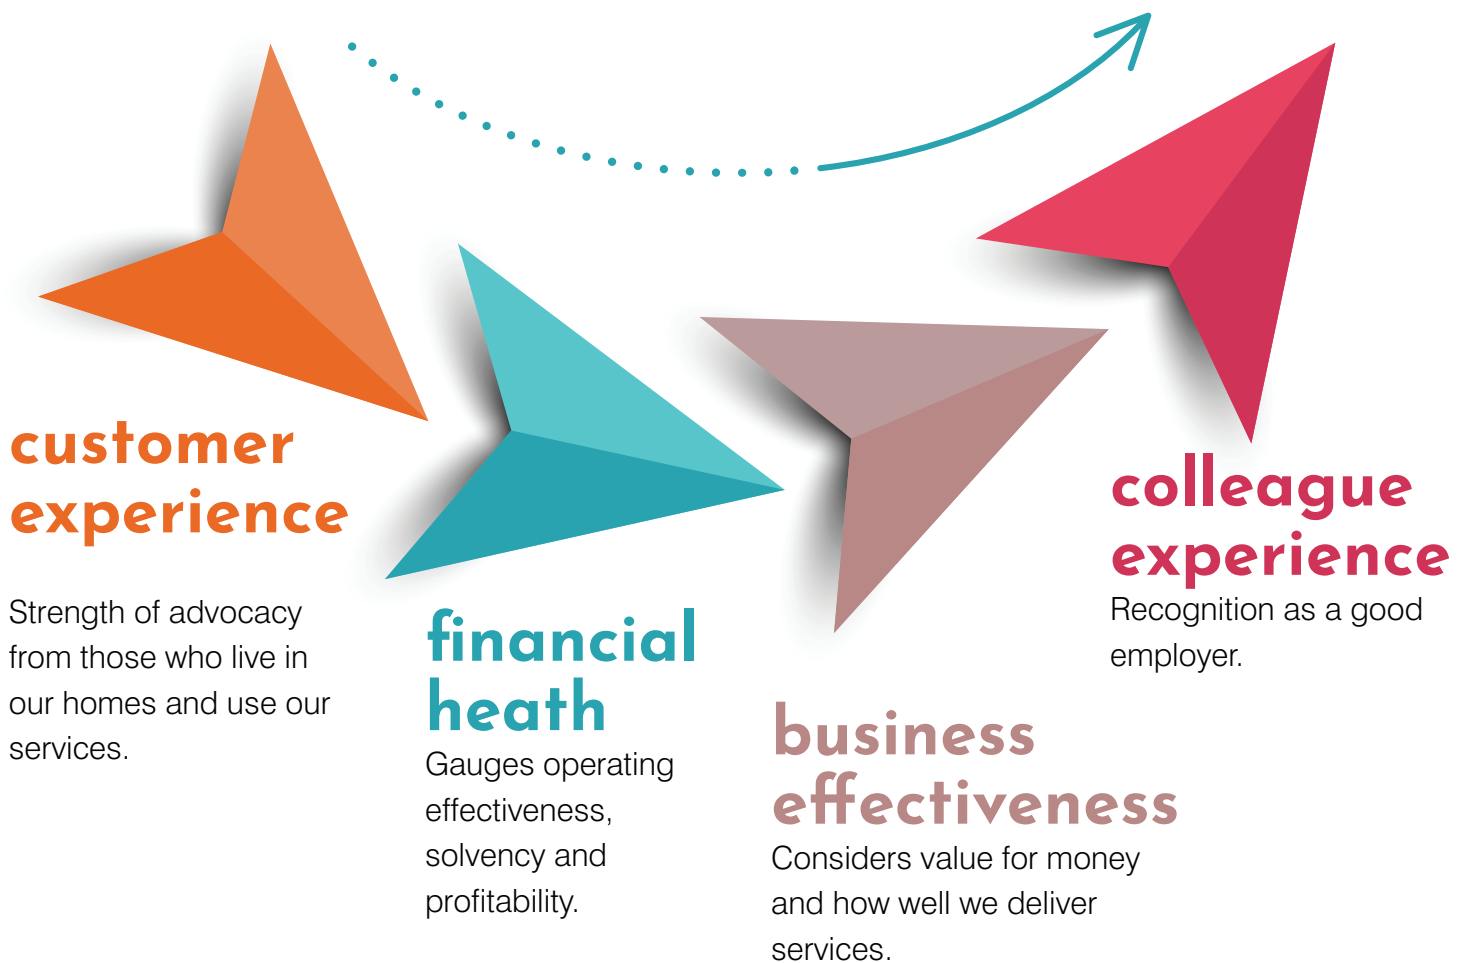 customer
experience
Strength of advocacy
from those who live in
our homes and use our
services.
financial
heath
Gauges operating
effectiveness,
solvency and
profitability.
business
effectiveness
Considers value for money
and how well we deliver
services.
colleague
experience
Recognition as a good
employer.